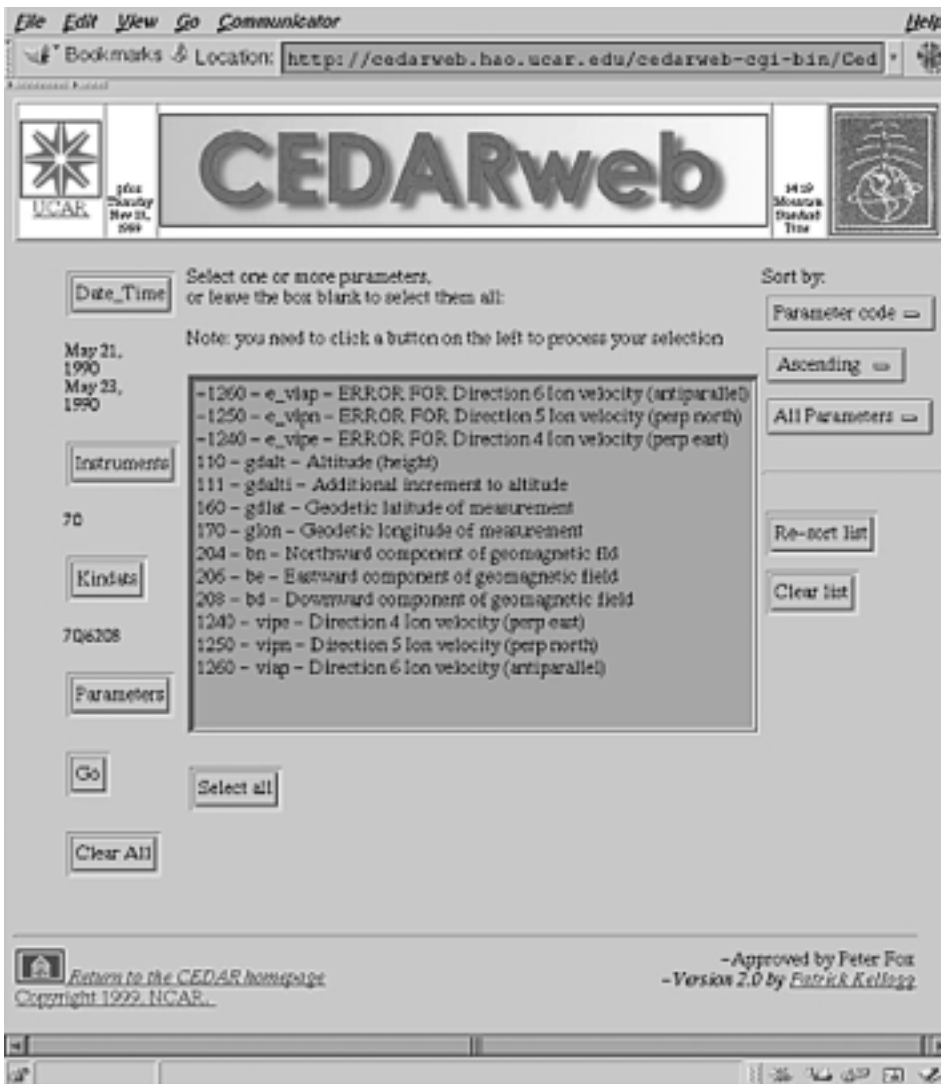 File Edit View Go Communicator Help
Bookmarks Location: http://cedarweb.hao.ucar.edu/cedarweb-cgi-bin/Ced
UCAR
gfox
Thursday
1999
CEDARweb
14:19
Mountain
Standard
Time
Date_Time
May 21,
1990
May 23,
1990
Instruments
70
Kindats
70/6208
Parameters
Go
Clear All
Select one or more parameters,
or leave the box blank to select them all:
Note: you need to click a button on the left to process your selection
-1260 - e_viap - ERROR FOR Direction 6 Ion velocity (antiparallel)
-1250 - e_vipn - ERROR FOR Direction 5 Ion velocity (perp north)
-1240 - e_vipe - ERROR FOR Direction 4 Ion velocity (perp east)
110 - gdalt - Altitude (height)
111 - gdalti - Additional increment to altitude
160 - gdlat - Geodetic latitude of measurement
170 - glon - Geodetic longitude of measurement
204 - bn - Northward component of geomagnetic fld
206 - be - Eastward component of geomagnetic field
208 - bd - Downward component of geomagnetic field
1240 - vipe - Direction 4 Ion velocity (perp east)
1250 - vipn - Direction 5 Ion velocity (perp north)
1260 - viap - Direction 6 Ion velocity (antiparallel)
Select all
Sort by:
Parameter code
Ascending
All Parameters
Re-sort list
Clear list
Return to the CEDAR homepage
Copyright 1999, NCAR.
-Approved by Peter Fox
-Version 2.0 by Patrick Kellogg